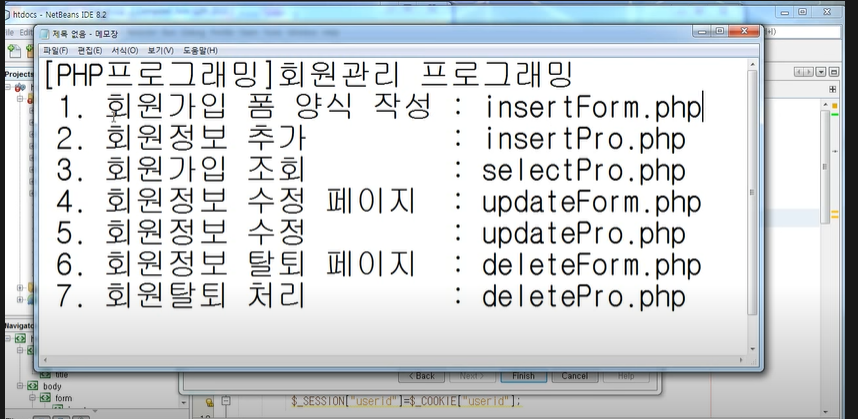 htdocs - NetBeans IDE 8.2
제목 없음 - 메모장
파일(F) 편집(E) 서식(O) 보기(V) 도움말(H)
[PHP프로그래밍]회원관리 프로그래밍
1. 회원가입 폼 양식 작성 : insertForm.php
2. 회원정보 추가 : insertPro.php
3. 회원가입 조회 : selectPro.php
4. 회원정보 수정 페이지 : updateForm.php
5. 회원정보 수정 : updatePro.php
6. 회원정보 탈퇴 페이지 : deleteForm.php
7. 회원탈퇴 처리 : deletePro.php
Projects
Navigator
title
body
form
< Back Next > Finish Cancel Help
$_SESSION["userid"]=$_COOKIE["userid"];